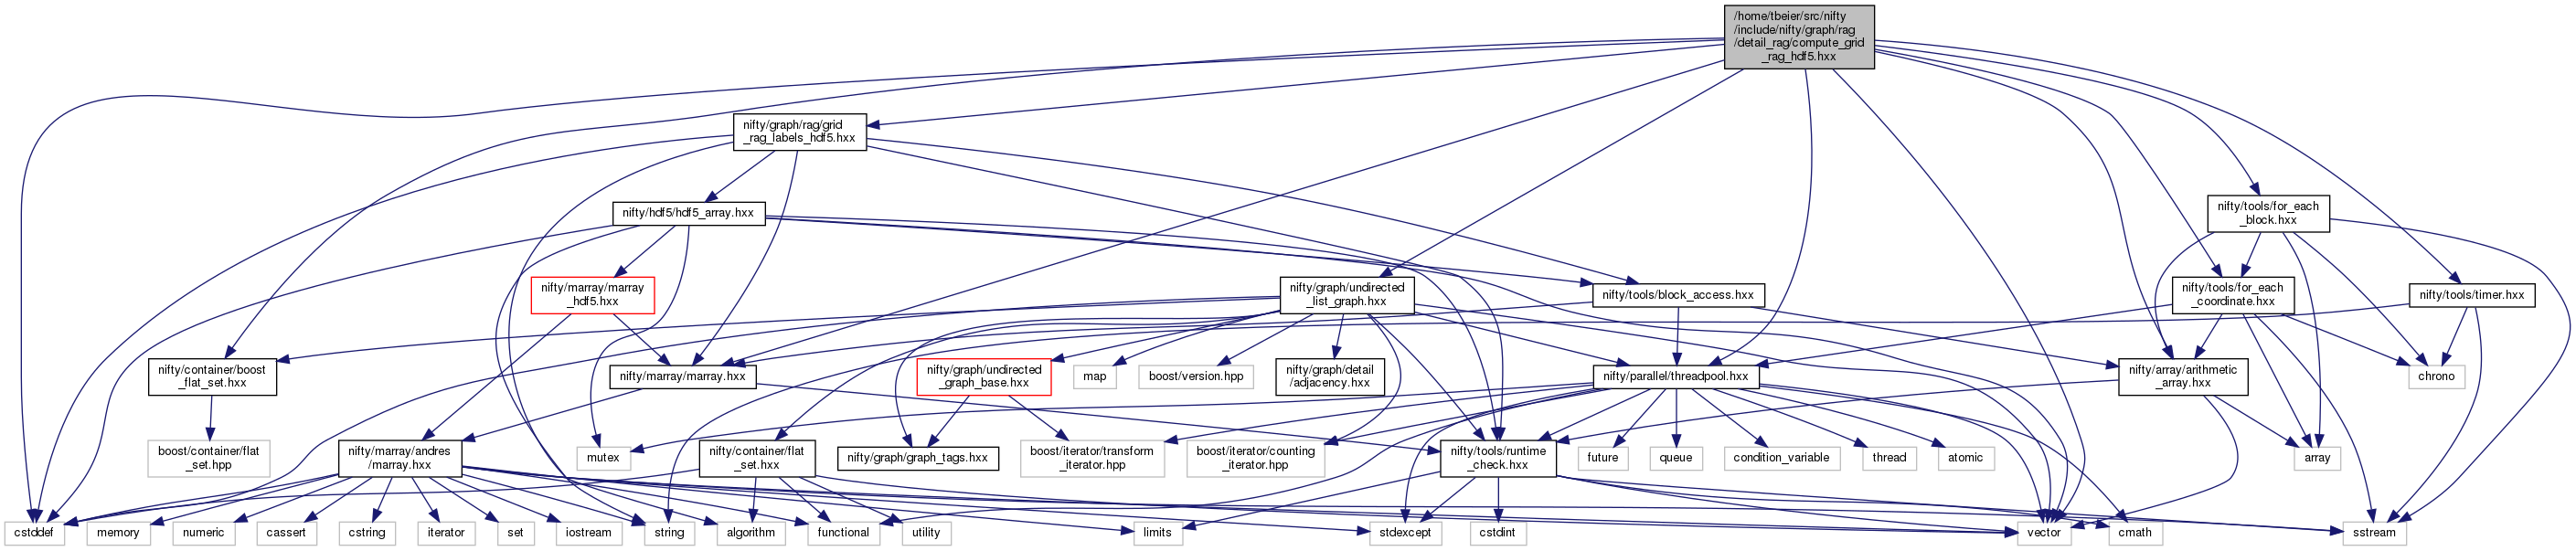 /home/tbeier/src/nifty
/include/nifty/graph/rag
/detail_rag/compute_grid
_rag_hdf5.hxx
nifty/graph/rag/grid
_rag_labels_hdf5.hxx
nifty/hdf5/hdf5_array.hxx
nifty/tools/for_each
_block.hxx
nifty/marray/marray
_hdf5.hxx
nifty/graph/undirected
_list_graph.hxx
nifty/tools/block_access.hxx
nifty/tools/for_each
_coordinate.hxx
nifty/tools/timer.hxx
nifty/container/boost
_flat_set.hxx
nifty/marray/marray.hxx
nifty/graph/undirected
_graph_base.hxx
map
boost/version.hpp
nifty/graph/detail
/adjacency.hxx
nifty/parallel/threadpool.hxx
nifty/array/arithmetic
_array.hxx
chrono
boost/container/flat
_set.hpp
nifty/marray/andres
/marray.hxx
mutex
nifty/container/flat
_set.hxx
nifty/graph/graph_tags.hxx
boost/iterator/transform
_iterator.hpp
boost/iterator/counting
_iterator.hpp
nifty/tools/runtime
_check.hxx
future
queue
condition_variable
thread
atomic
array
cstddef
memory
numeric
cassert
cstring
iterator
set
iostream
string
algorithm
functional
utility
limits
stdexcept
cstdint
vector
cmath
sstream